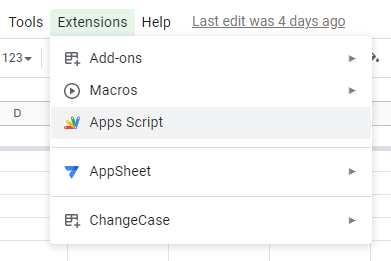 Tools Extensions Help Last edit was 4 days ago
123
Add-ons
Macros
D
Apps Script
AppSheet
ChangeCase